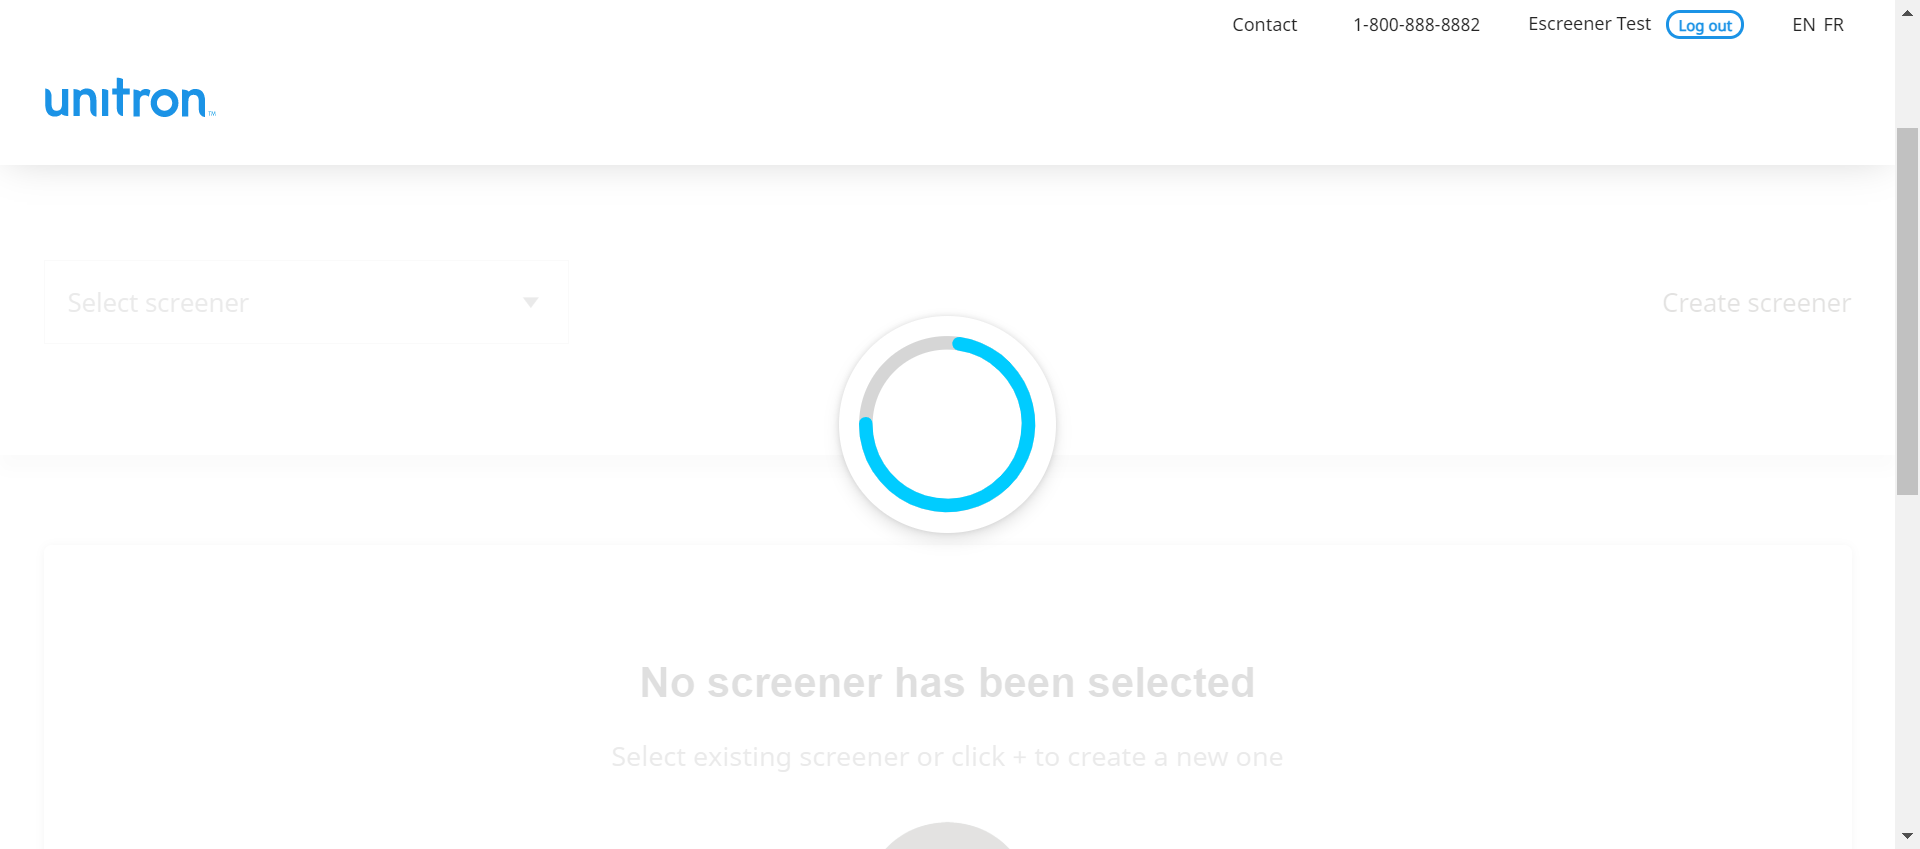 Contact
1-800-888-8882
Escreener Test
Log out
EN FR
unitron™
Select screener
Create screener
No screener has been selected
Select existing screener or click + to create a new one